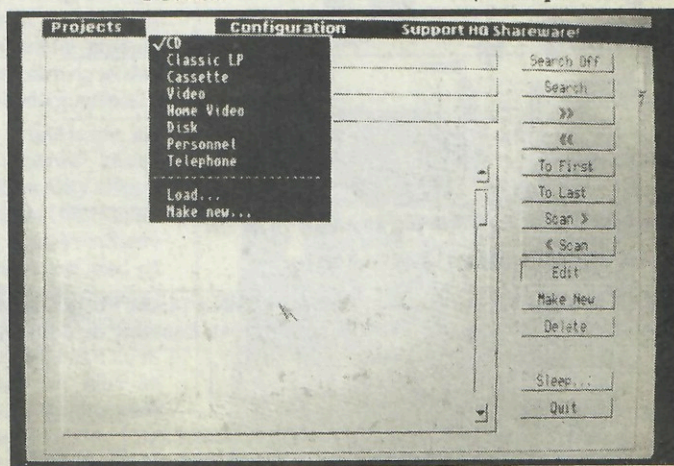 Projects Configuration Support HQ Shareware!
✓CD
Classic LP
Cassette
Video
Home Video
Disk
Personnel
Telephone
Load...
Make new...
Search Off
Search
>>
<<
To First
To Last
Scan >
< Scan
Edit
Make New
Delete
Sleep...
Quit